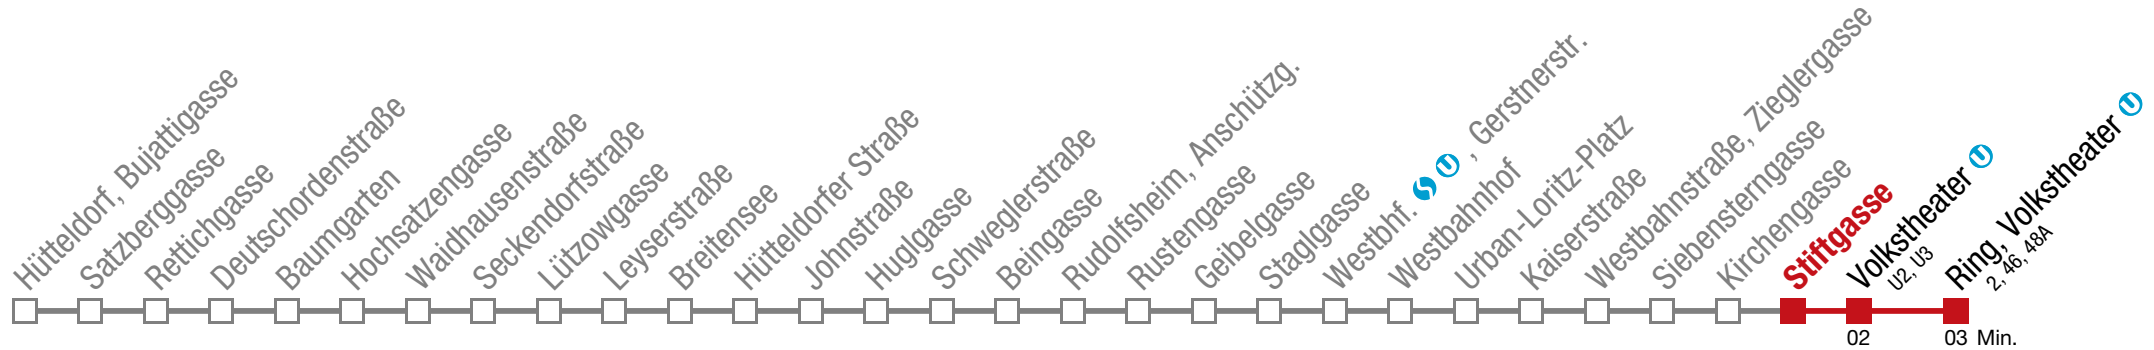 Hütteldorf, Bujattigasse
Satzberggasse
Rettichgasse
Deutschordenstraße
Baumgarten
Hochsatzengasse
Waidhausenstraße
Seckendorfstraße
Lützowgasse
Leyserstraße
Breitensee
Hütteldorfer Straße
Johnstraße
Huglgasse
Schweglerstraße
Beingasse
Rudolfsheim, Anschützg.
Rustengasse
Geibelgasse
Staglgasse
Westbhf. S U , Gerstnerstr.
Westbahnhof
Urban-Loritz-Platz
Kaiserstraße
Westbahnstraße, Zieglergasse
Siebensterngasse
Kirchengasse
Stiftgasse
Volkstheater U
U2, U3
Ring, Volkstheater U
2, 46, 48A
02 03 Min.